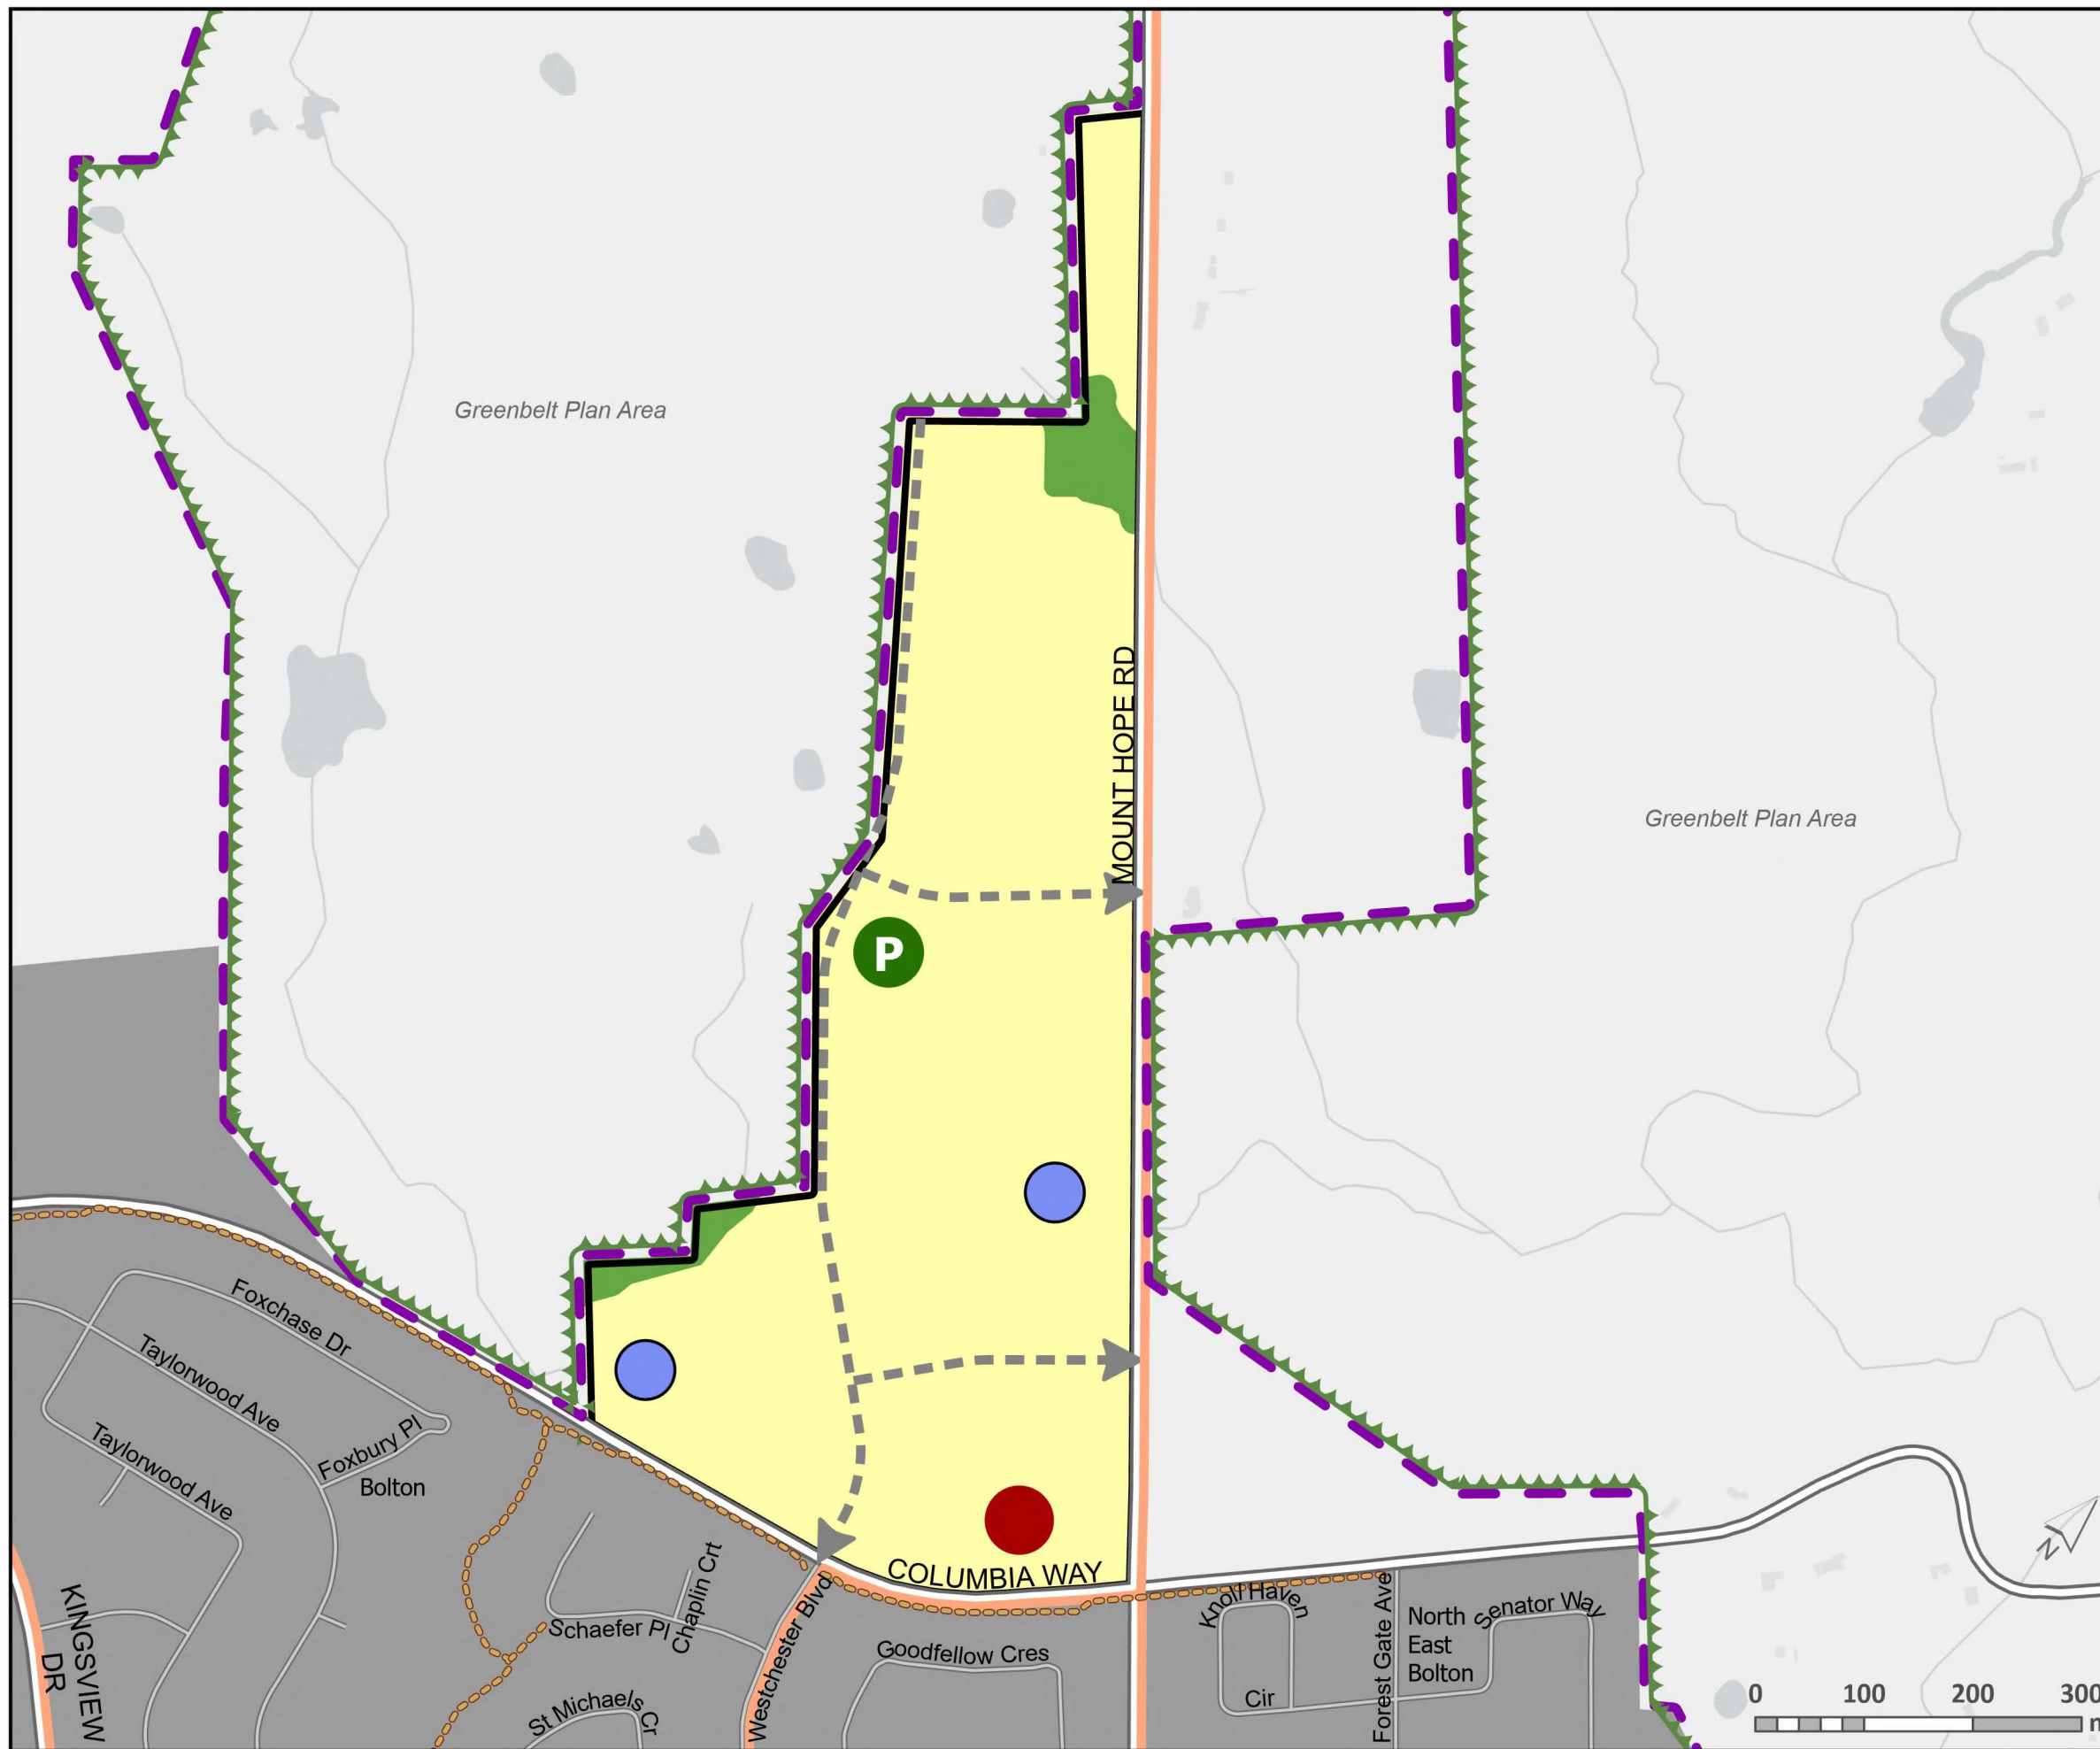 Greenbelt Plan Area
MOUNT HOPE RD
Greenbelt Plan Area
P
Foxchase Dr
Taylorwood Ave
Taylorwood Ave
Foxbury Pl
Bolton
COLUMBIA WAY
Chaplin Crt
Schaefer Pl
Westchester Blvd
Goodfellow Cres
St Michaels Cr
KINGSVIEW
DR
Knoll Haven
Cir
Forest Gate Ave
North
East
Bolton
Senator Way
N
0 100 200 300